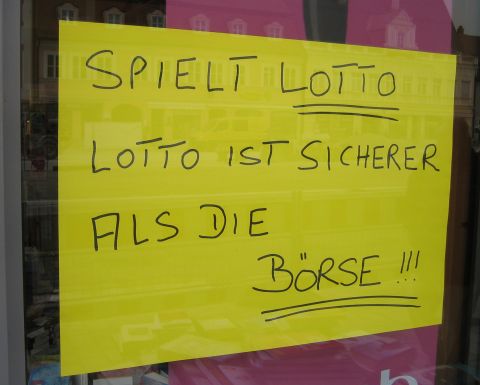 SPIELT LOTTO
LOTTO IST SICHERER
ALS DIE
BÖRSE !!!